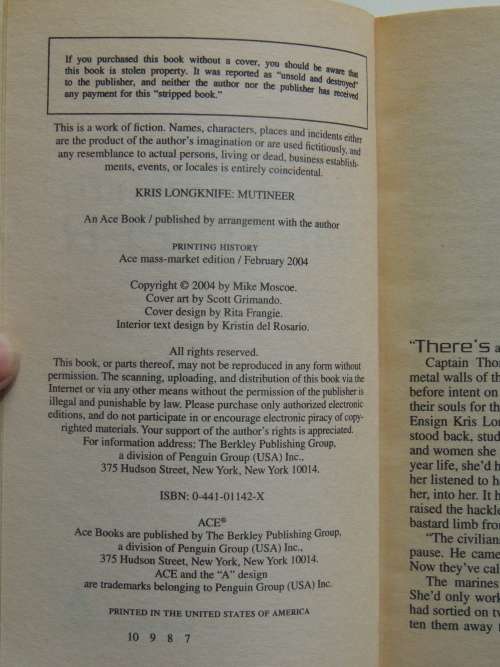 If you purchased this book without a cover, you should be aware that
this book is stolen property. It was reported as "unsold and destroyed"
to the publisher, and neither the author nor the publisher has received
any payment for this "stripped book."
This is a work of fiction. Names, characters, places and incidents either
are the product of the author's imagination or are used fictitiously, and
any resemblance to actual persons, living or dead, business establish-
ments, events, or locales is entirely coincidental.
KRIS LONGKNIFE: MUTINEER
An Ace Book / published by arrangement with the author
PRINTING HISTORY
Ace mass-market edition / February 2004
Copyright © 2004 by Mike Moscoe.
Cover art by Scott Grimando.
Cover design by Rita Frangie.
Interior text design by Kristin del Rosario.
All rights reserved.
This book, or parts thereof, may not be reproduced in any form without
permission. The scanning, uploading, and distribution of this book via the
Internet or via any other means without the permission of the publisher is
illegal and punishable by law. Please purchase only authorized electronic
editions, and do not participate in or encourage electronic piracy of copy-
righted materials. Your support of the author's rights is appreciated.
For information address: The Berkley Publishing Group,
a division of Penguin Group (USA) Inc.,
375 Hudson Street, New York, New York 10014.
ISBN: 0-441-01142-X
ACE®
Ace Books are published by The Berkley Publishing Group,
a division of Penguin Group (USA) Inc.,
375 Hudson Street, New York, New York 10014.
ACE and the "A" design
are trademarks belonging to Penguin Group (USA) Inc.
PRINTED IN THE UNITED STATES OF AMERICA
10 9 8 7
"There's a
Captain Thor
metal walls of th
before intent on
their souls for th
Ensign Kris Lon
stood back, stud
and women she
year life, she'd h
her listened to he
her, into her. It h
raised the hackle
bastard limb from
"The civilians
pause. He came
Now they've cal
The marines
She'd only work
had sortied on tw
ten them away t